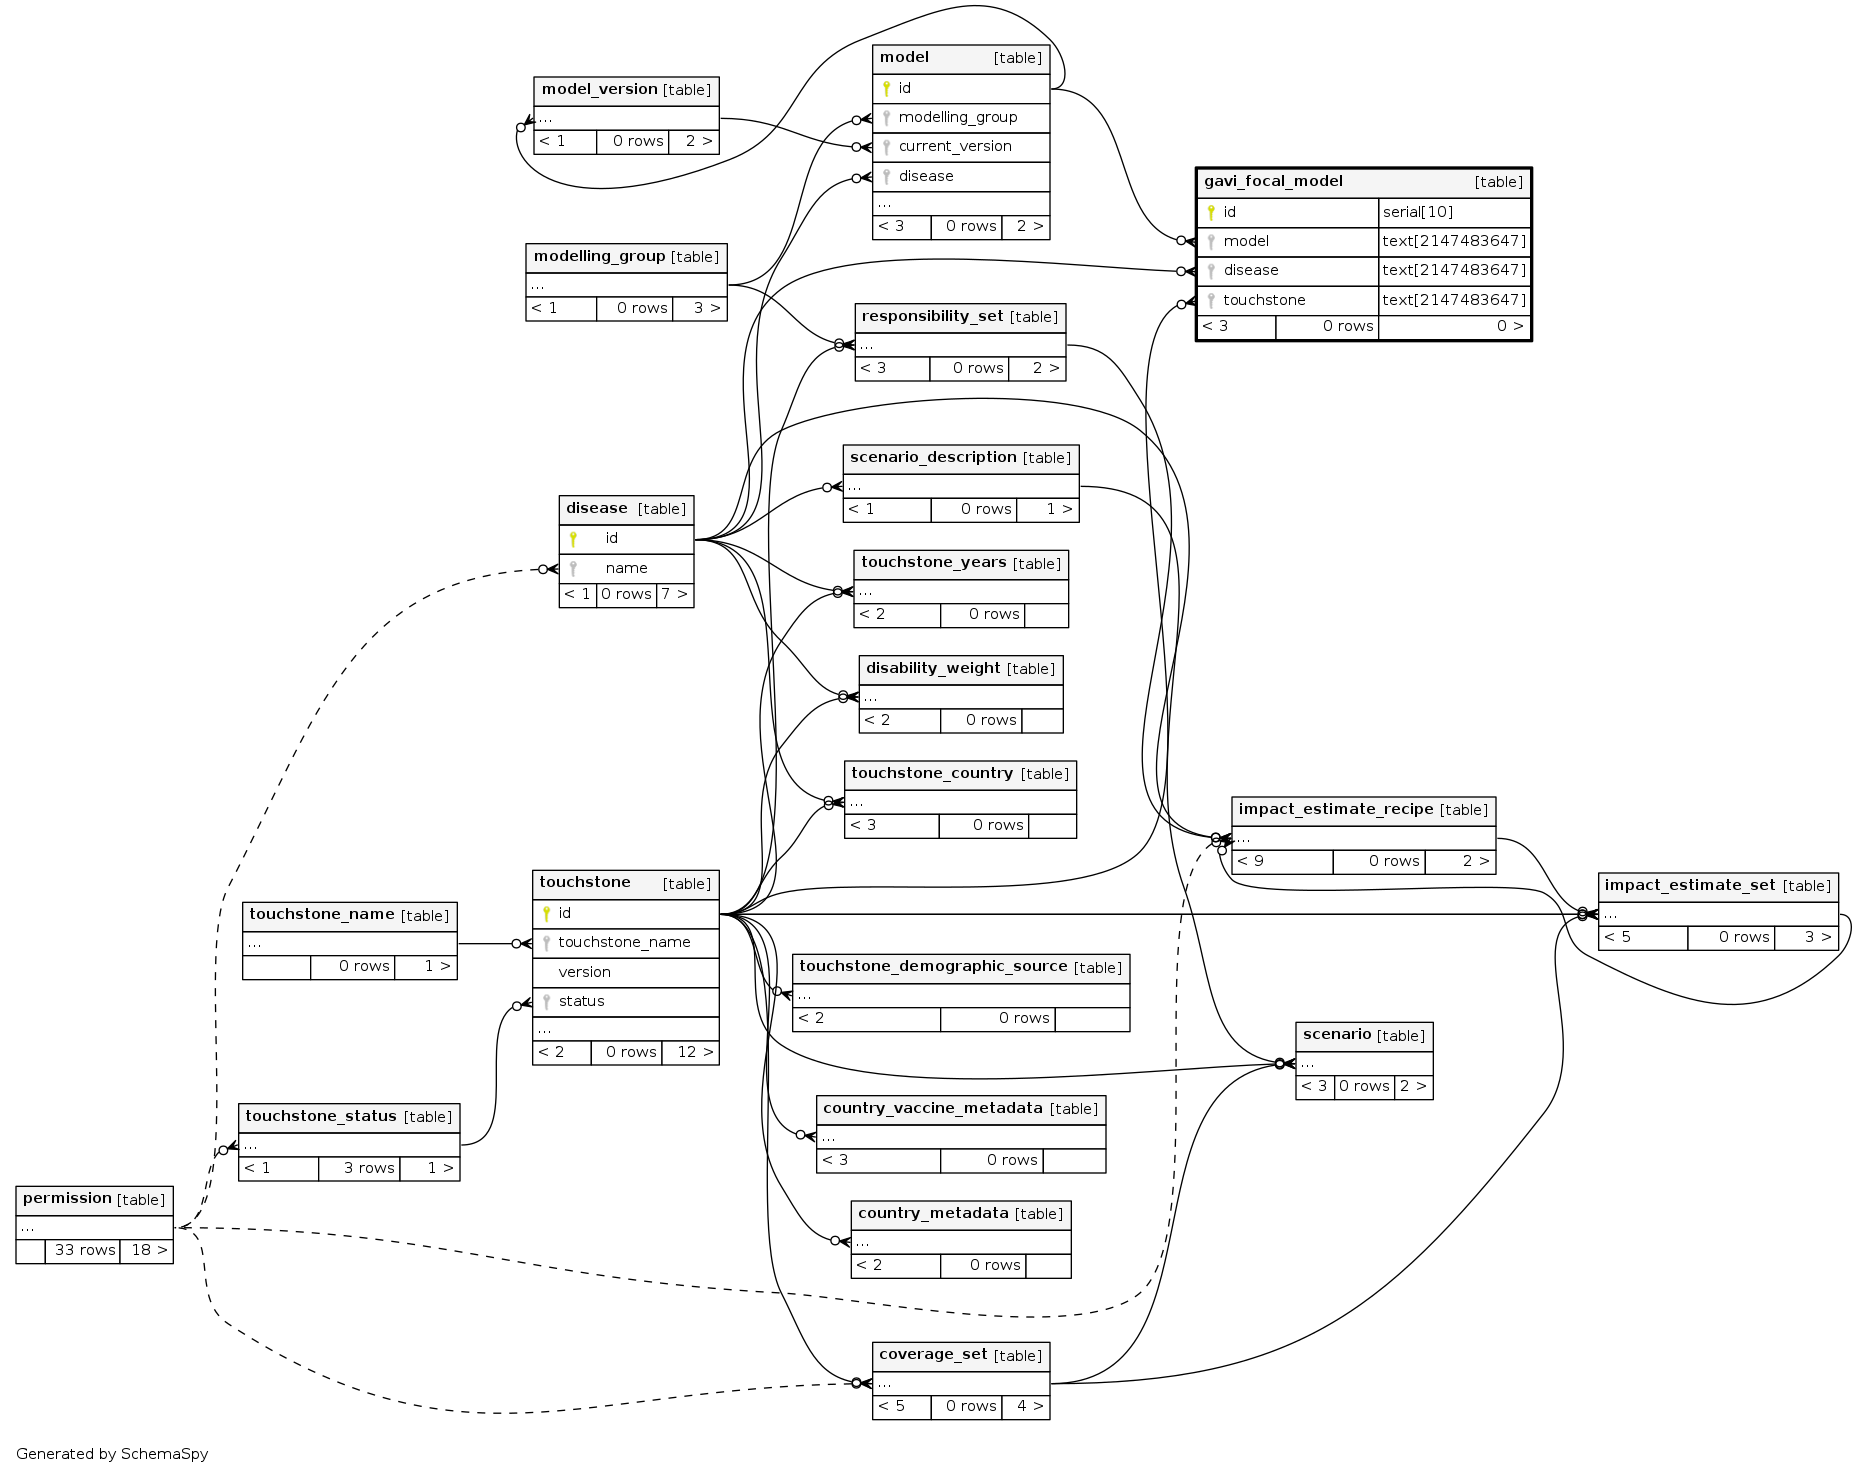 model [table]
id
modelling_group
current_version
disease
...
< 3 0 rows 2 >
model_version [table]
...
< 1 0 rows 2 >
gavi_focal_model [table]
id serial[10]
model text[2147483647]
disease text[2147483647]
touchstone text[2147483647]
< 3 0 rows 0 >
modelling_group [table]
...
< 1 0 rows 3 >
responsibility_set [table]
...
< 3 0 rows 2 >
scenario_description [table]
...
< 1 0 rows 1 >
disease [table]
id
name
< 1 0 rows 7 >
touchstone_years [table]
...
< 2 0 rows
disability_weight [table]
...
< 2 0 rows
touchstone_country [table]
...
< 3 0 rows
impact_estimate_recipe [table]
...
< 9 0 rows 2 >
touchstone [table]
id
touchstone_name
version
status
...
< 2 0 rows 12 >
impact_estimate_set [table]
...
< 5 0 rows 3 >
touchstone_name [table]
...
0 rows 1 >
touchstone_demographic_source [table]
...
< 2 0 rows
scenario [table]
...
< 3 0 rows 2 >
country_vaccine_metadata [table]
...
< 3 0 rows
touchstone_status [table]
...
< 1 3 rows 1 >
permission [table]
...
33 rows 18 >
country_metadata [table]
...
< 2 0 rows
coverage_set [table]
...
< 5 0 rows 4 >
Generated by SchemaSpy